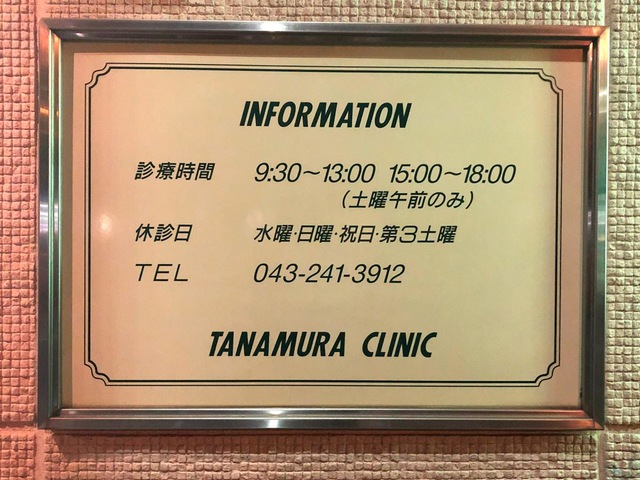 INFORMATION
診療時間 9:30～13:00 15:00～18:00
(土曜午前のみ)
休診日 水曜･日曜･祝日･第3土曜
TEL 043-241-3912
TANAMURA CLINIC